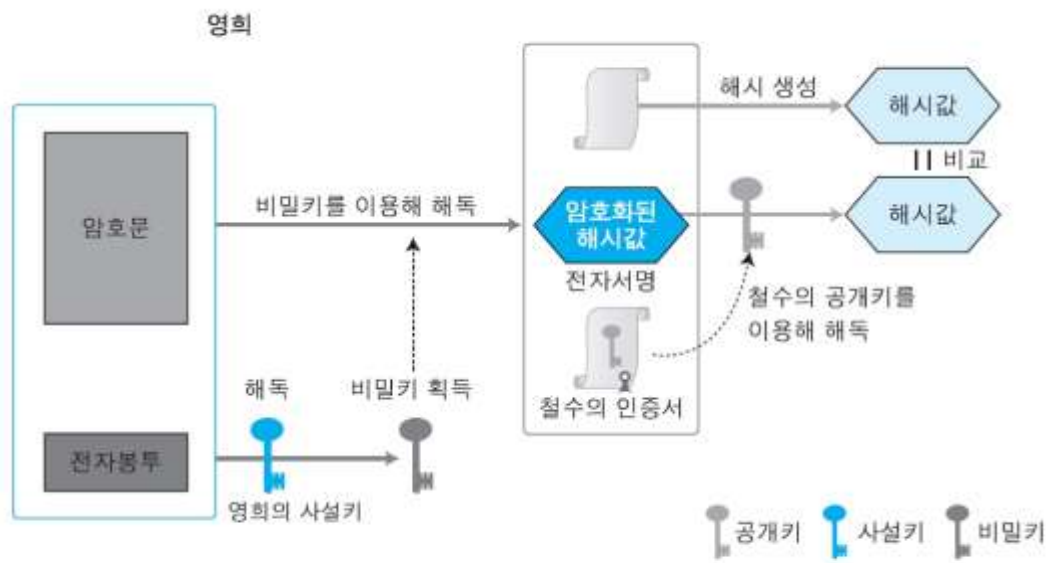 영희
암호문
비밀키를 이용해 해독
해시 생성
해시값
비교
암호화된
해시값
전자서명
해시값
철수의 공개키를
이용해 해독
철수의 인증서
해독
비밀키 획득
전자봉투
영희의 사설키
공개키
사설키
비밀키